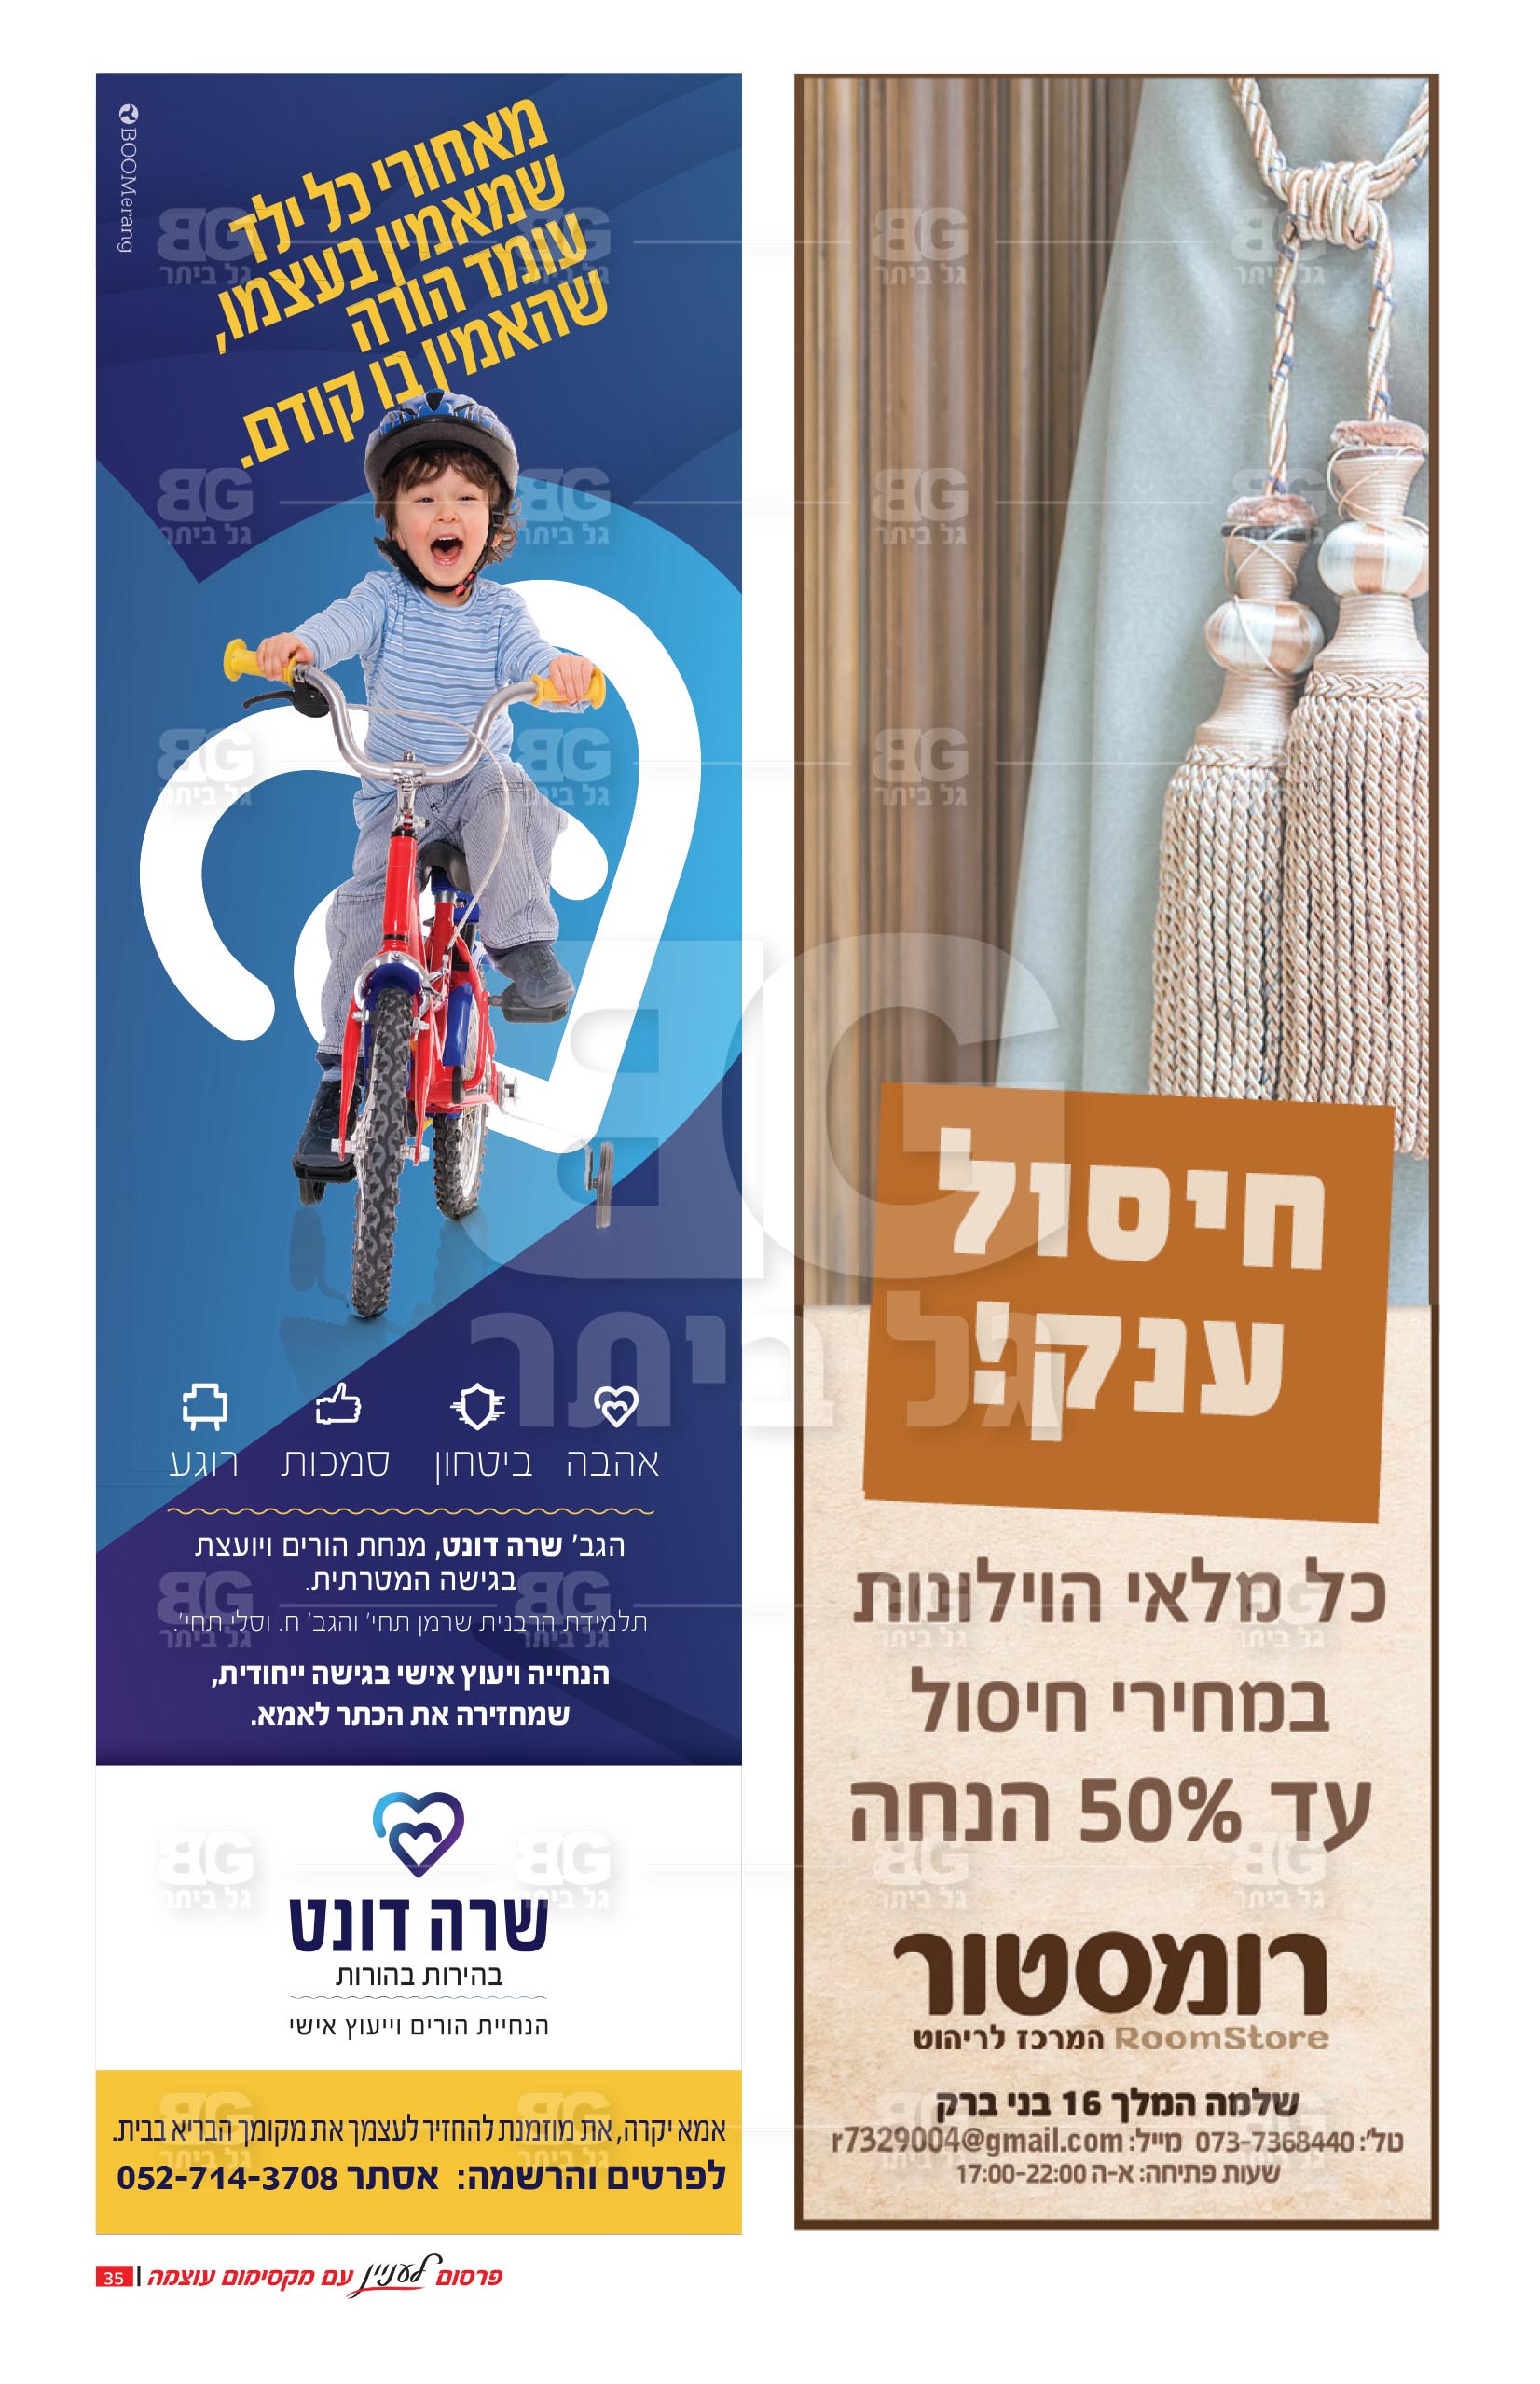 חיסול
ענק!
כל מלאי הוילונות
במחירי חיסול
עד 50% הנחה
רומסטור
RoomStore המרכז לריהוט
שלמה המלך 16 בני ברק
טל': 073-7368440 מייל: r7329004@gmail.com
שעות פתיחה: א-ה 17:00-22:00
BOOMerang
מאחורי כל ילד
שמאמין בעצמו,
עומד הורה
שהאמין בו קודם.
אהבה ביטחון סמכות רוגע
הגב' שרה דונט, מנחת הורים ויועצת
בגישה המטרתית.
תלמידת הרבנית שרמן תחי' והגב' ח. וסלי תחי'.
הנחייה ויעוץ אישי בגישה ייחודית,
שמחזירה את הכתר לאמא.
שרה דונט
בהירות בהורות
הנחיית הורים וייעוץ אישי
אמא יקרה, את מוזמנת להחזיר לעצמך את מקומך הבריא בבית.
לפרטים והרשמה: אסתר 052-714-3708
פרסום לעניין עם מקסימום עוצמה | 35
BG
גל ביתר